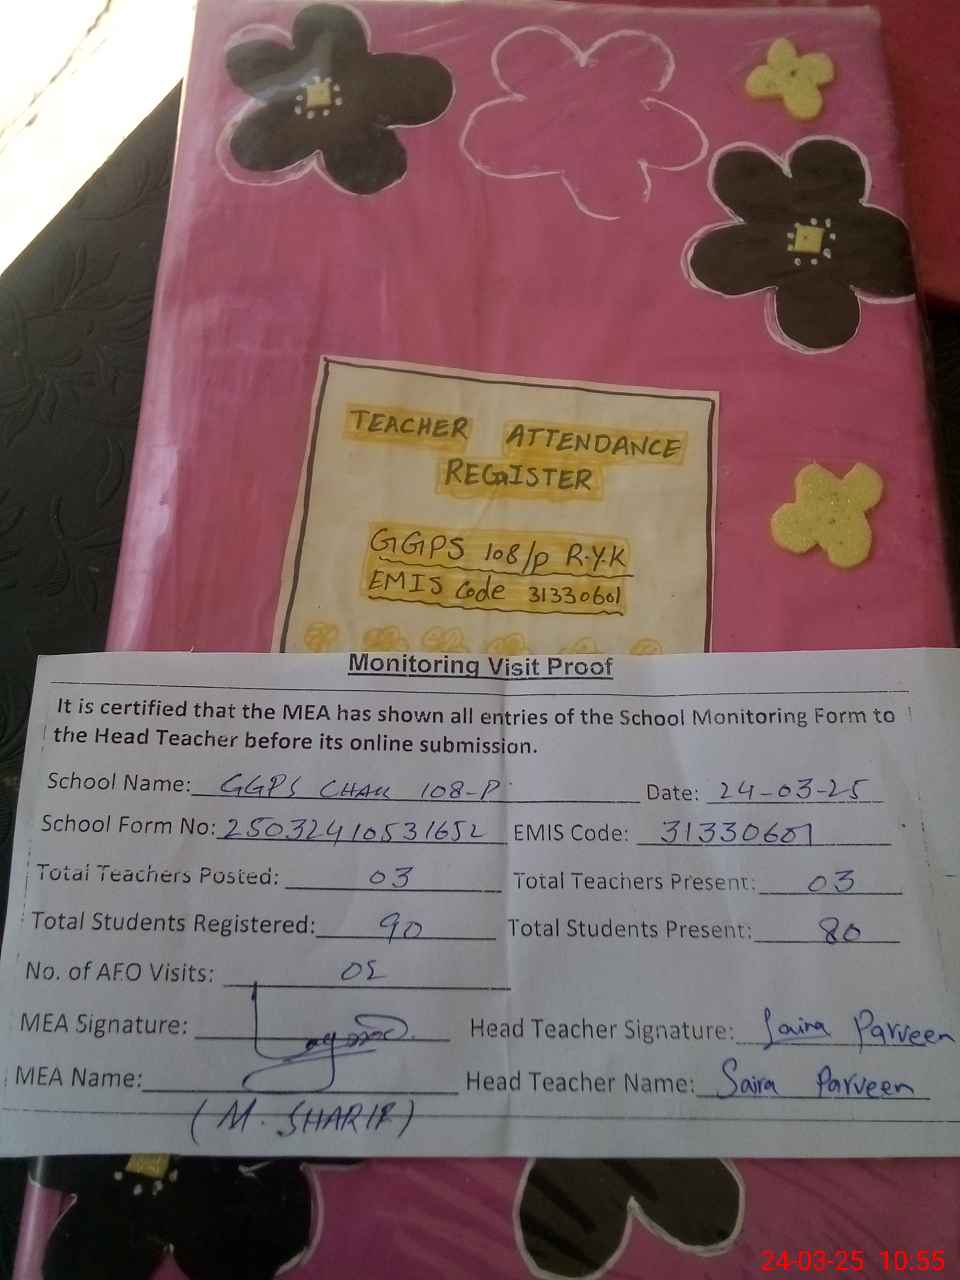 TEACHER ATTENDANCE
REGISTER
GGPS 108/P R.Y.K
EMIS Code 31330601
Monitoring Visit Proof
It is certified that the MEA has shown all entries of the School Monitoring Form to
the Head Teacher before its online submission.
School Name: GGPS CHAK 108-P Date: 24-03-25
School Form No: 25032410531652 EMIS Code: 31330601
Total Teachers Posted: 03 Total Teachers Present: 03
Total Students Registered: 90 Total Students Present: 80
No. of AEO Visits:
MEA Signature: Head Teacher Signature: Saira Parveen
MEA Name: Head Teacher Name: Saira Parveen
(M. SHARIF)
24-03-25 10:55